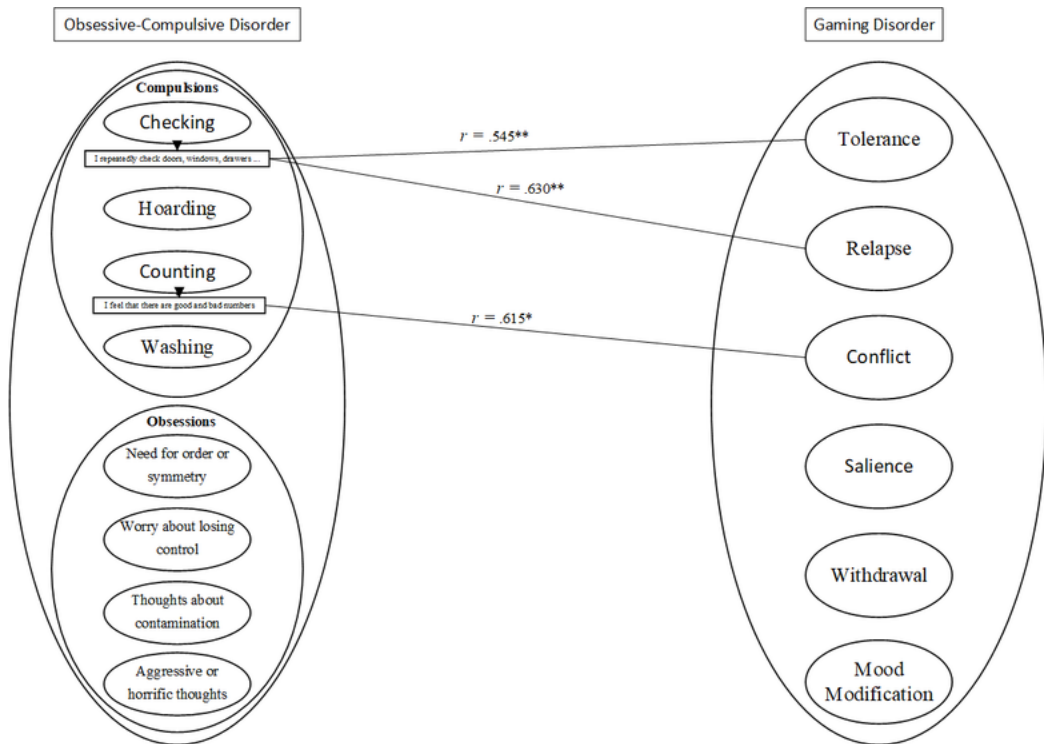 Obsessive-Compulsive Disorder
Gaming Disorder
Compulsions
Checking
I repeatedly check doors, windows, drawers ...
Hoarding
Counting
I feel that there are good and bad numbers
Washing
Obsessions
Need for order or
symmetry
Worry about losing
control
Thoughts about
contamination
Aggressive or
horrific thoughts
r = .545**
r = .630**
r = .615*
Tolerance
Relapse
Conflict
Salience
Withdrawal
Mood
Modification